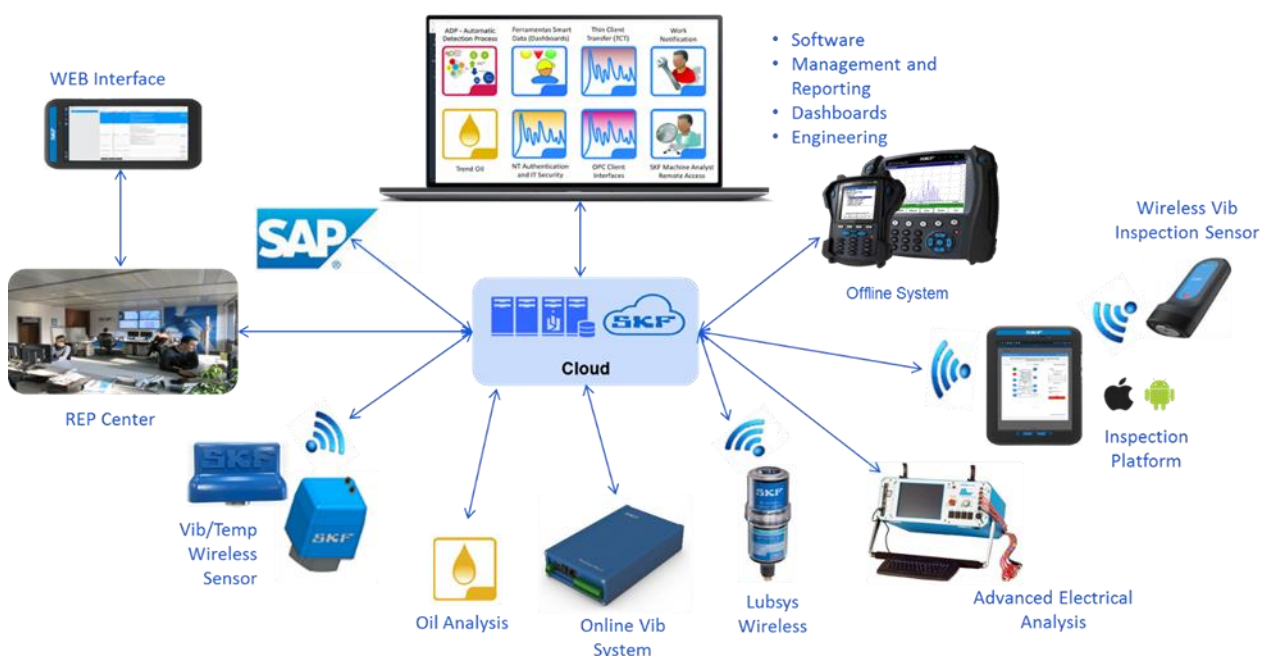 ADP - Automatic
Detection Process
Ferramentas Smart
Data (Dashboards)
Thin Client
Transfer (TCT)
Work
Notification
Trend Oil
NT Authentication
and IT Security
OPC Client
Interfaces
SKF Machine Analyst
Remote Access
• Software
• Management and
Reporting
• Dashboards
• Engineering
WEB Interface
SAP
®
REP Center
SKF
Cloud
SKF
Offline System
Wireless Vib
Inspection Sensor
SKF
Inspection
Platform
SKF
SKF
Vib/Temp
Wireless
Sensor
Oil Analysis
Online Vib
System
SKF
Lubsys
Wireless
Advanced Electrical
Analysis